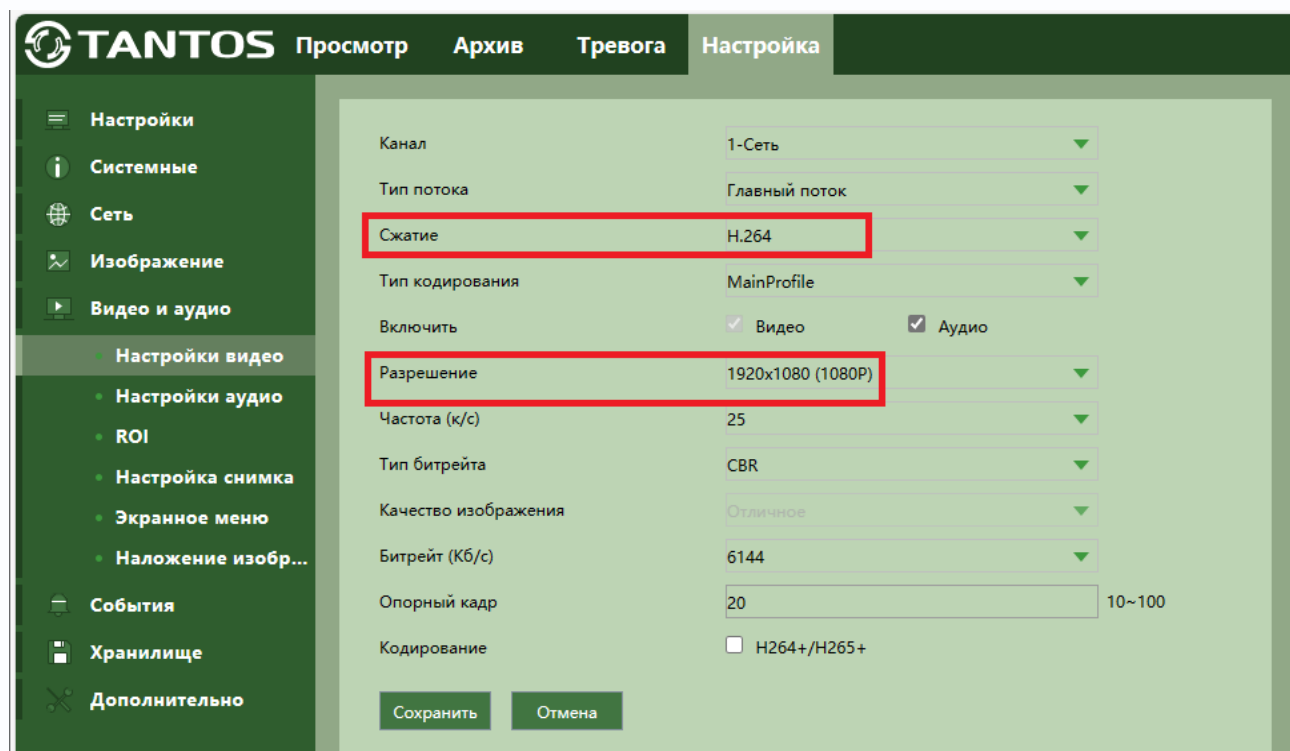 TANTOS Просмотр Архив Тревога Настройка
Настройки
Системные
Сеть
Изображение
Видео и аудио
Настройки видео
Настройки аудио
ROI
Настройка снимка
Экранное меню
Наложение изобр...
События
Хранилище
Дополнительно
Канал 1-Сеть
Тип потока Главный поток
Сжатие H.264
Тип кодирования MainProfile
Включить Видео Аудио
Разрешение 1920x1080 (1080P)
Частота (к/с) 25
Тип битрейта CBR
Качество изображения Отличное
Битрейт (Кб/с) 6144
Опорный кадр 20 10~100
Кодирование H264+/H265+
Сохранить Отмена